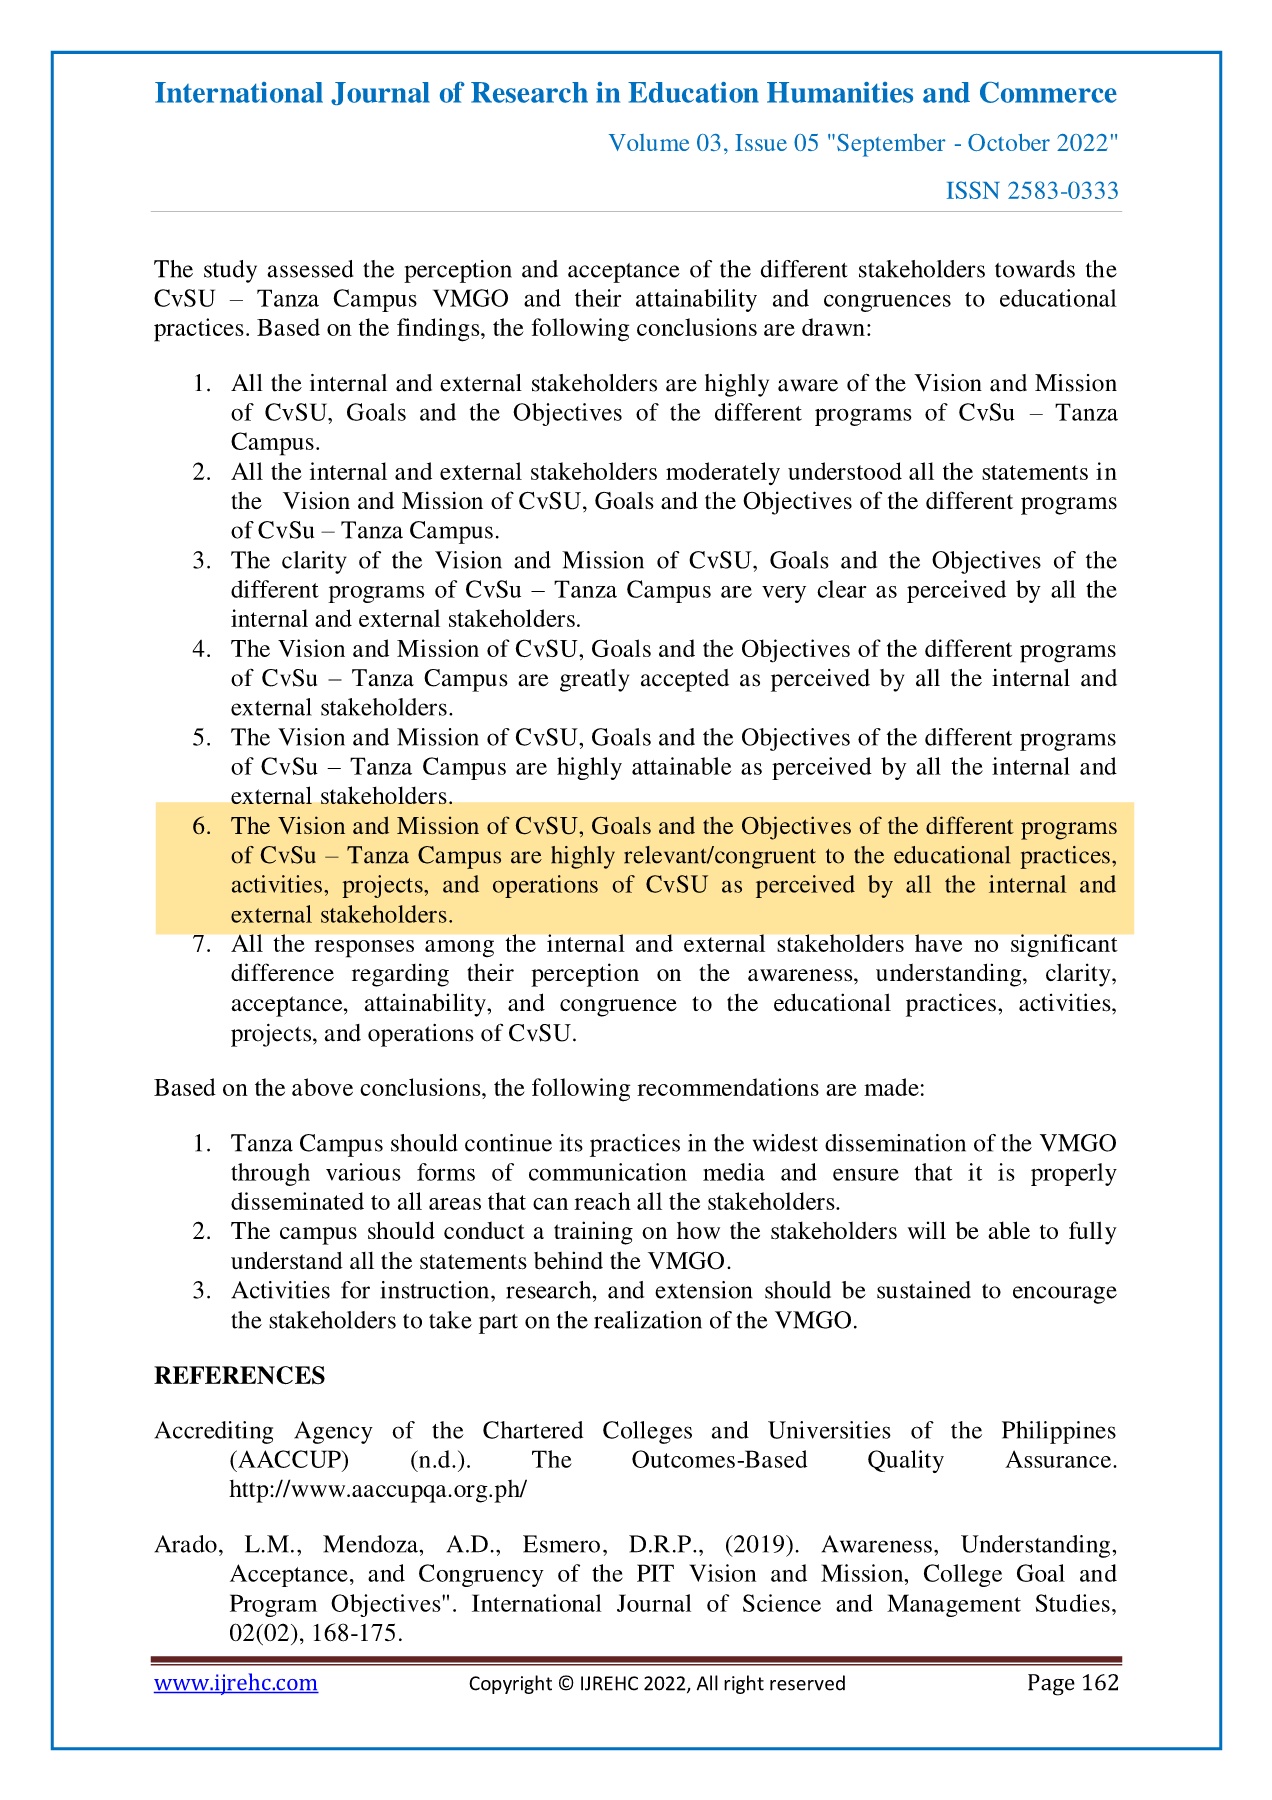 International Journal of Research in Education Humanities and Commerce
Volume 03, Issue 05 "September - October 2022"
ISSN 2583-0333
The study assessed the perception and acceptance of the different stakeholders towards the
CvSU – Tanza Campus VMGO and their attainability and congruences to educational
practices. Based on the findings, the following conclusions are drawn:
1. All the internal and external stakeholders are highly aware of the Vision and Mission
of CvSU, Goals and the Objectives of the different programs of CvSu – Tanza
Campus.
2. All the internal and external stakeholders moderately understood all the statements in
the Vision and Mission of CvSU, Goals and the Objectives of the different programs
of CvSu – Tanza Campus.
3. The clarity of the Vision and Mission of CvSU, Goals and the Objectives of the
different programs of CvSu – Tanza Campus are very clear as perceived by all the
internal and external stakeholders.
4. The Vision and Mission of CvSU, Goals and the Objectives of the different programs
of CvSu – Tanza Campus are greatly accepted as perceived by all the internal and
external stakeholders.
5. The Vision and Mission of CvSU, Goals and the Objectives of the different programs
of CvSu – Tanza Campus are highly attainable as perceived by all the internal and
external stakeholders.
6. The Vision and Mission of CvSU, Goals and the Objectives of the different programs
of CvSu – Tanza Campus are highly relevant/congruent to the educational practices,
activities, projects, and operations of CvSU as perceived by all the internal and
external stakeholders.
7. All the responses among the internal and external stakeholders have no significant
difference regarding their perception on the awareness, understanding, clarity,
acceptance, attainability, and congruence to the educational practices, activities,
projects, and operations of CvSU.
Based on the above conclusions, the following recommendations are made:
1. Tanza Campus should continue its practices in the widest dissemination of the VMGO
through various forms of communication media and ensure that it is properly
disseminated to all areas that can reach all the stakeholders.
2. The campus should conduct a training on how the stakeholders will be able to fully
understand all the statements behind the VMGO.
3. Activities for instruction, research, and extension should be sustained to encourage
the stakeholders to take part on the realization of the VMGO.
REFERENCES
Accrediting Agency of the Chartered Colleges and Universities of the Philippines
(AACCUP) (n.d.). The Outcomes-Based Quality Assurance.
http://www.aaccupqa.org.ph/
Arado, L.M., Mendoza, A.D., Esmero, D.R.P., (2019). Awareness, Understanding,
Acceptance, and Congruency of the PIT Vision and Mission, College Goal and
Program Objectives". International Journal of Science and Management Studies,
02(02), 168-175.
www.ijrehc.com Copyright © IJREHC 2022, All right reserved Page 162